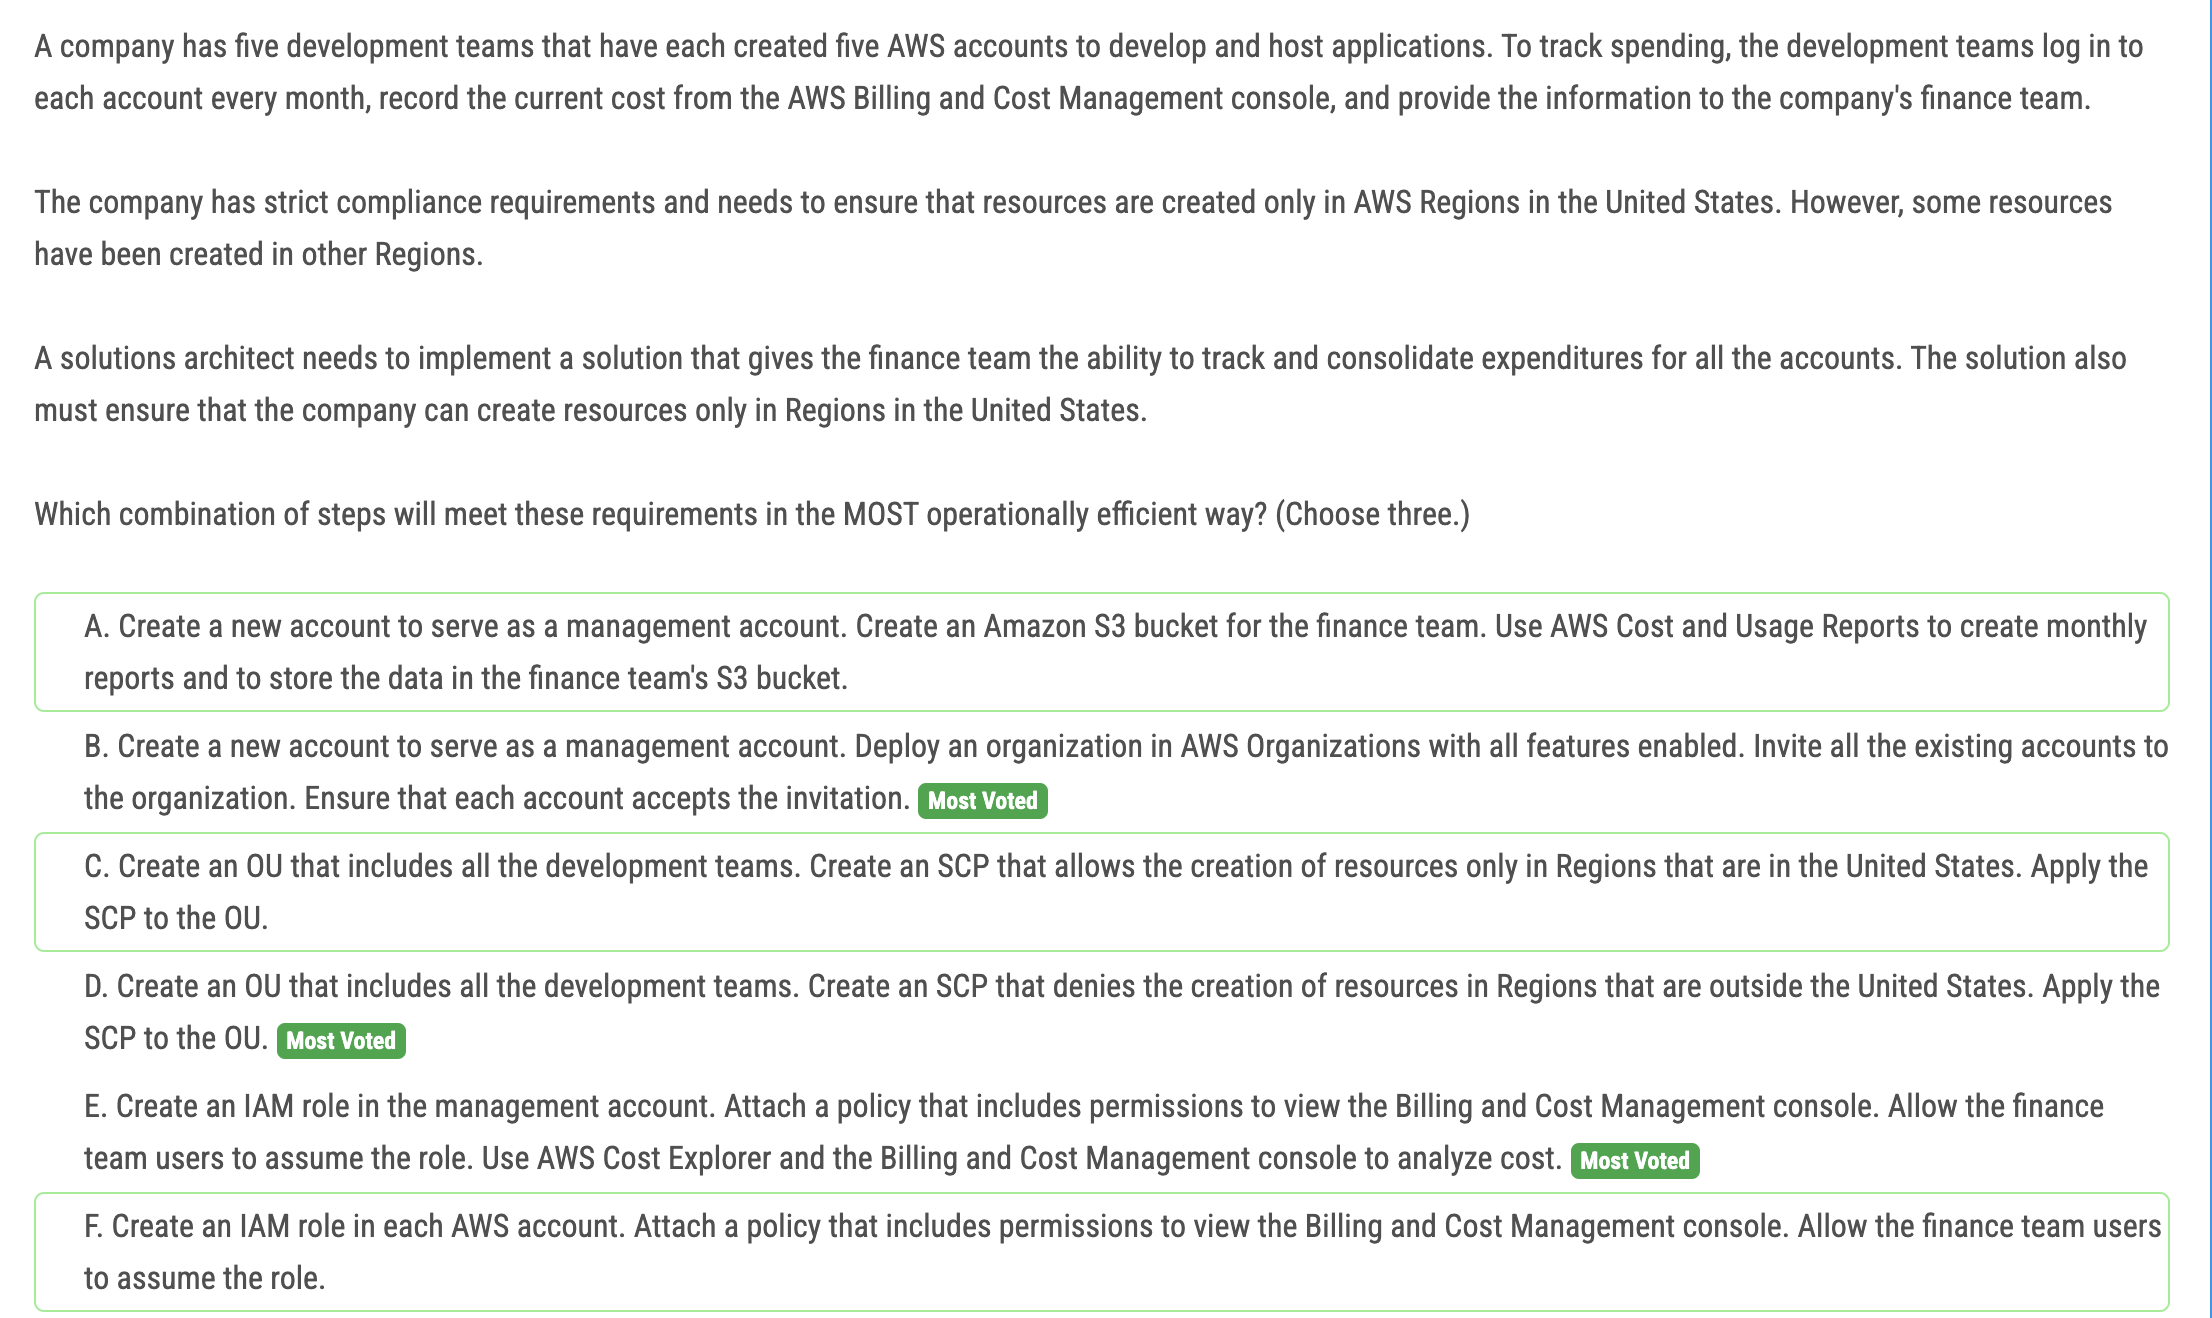 A company has five development teams that have each created five AWS accounts to develop and host applications. To track spending, the development teams log in to
each account every month, record the current cost from the AWS Billing and Cost Management console, and provide the information to the company's finance team.
The company has strict compliance requirements and needs to ensure that resources are created only in AWS Regions in the United States. However, some resources
have been created in other Regions.
A solutions architect needs to implement a solution that gives the finance team the ability to track and consolidate expenditures for all the accounts. The solution also
must ensure that the company can create resources only in Regions in the United States.
Which combination of steps will meet these requirements in the MOST operationally efficient way? (Choose three.)
A. Create a new account to serve as a management account. Create an Amazon S3 bucket for the finance team. Use AWS Cost and Usage Reports to create monthly
reports and to store the data in the finance team's S3 bucket.
B. Create a new account to serve as a management account. Deploy an organization in AWS Organizations with all features enabled. Invite all the existing accounts to
the organization. Ensure that each account accepts the invitation. Most Voted
C. Create an OU that includes all the development teams. Create an SCP that allows the creation of resources only in Regions that are in the United States. Apply the
SCP to the OU.
D. Create an OU that includes all the development teams. Create an SCP that denies the creation of resources in Regions that are outside the United States. Apply the
SCP to the OU. Most Voted
E. Create an IAM role in the management account. Attach a policy that includes permissions to view the Billing and Cost Management console. Allow the finance
team users to assume the role. Use AWS Cost Explorer and the Billing and Cost Management console to analyze cost. Most Voted
F. Create an IAM role in each AWS account. Attach a policy that includes permissions to view the Billing and Cost Management console. Allow the finance team users
to assume the role.